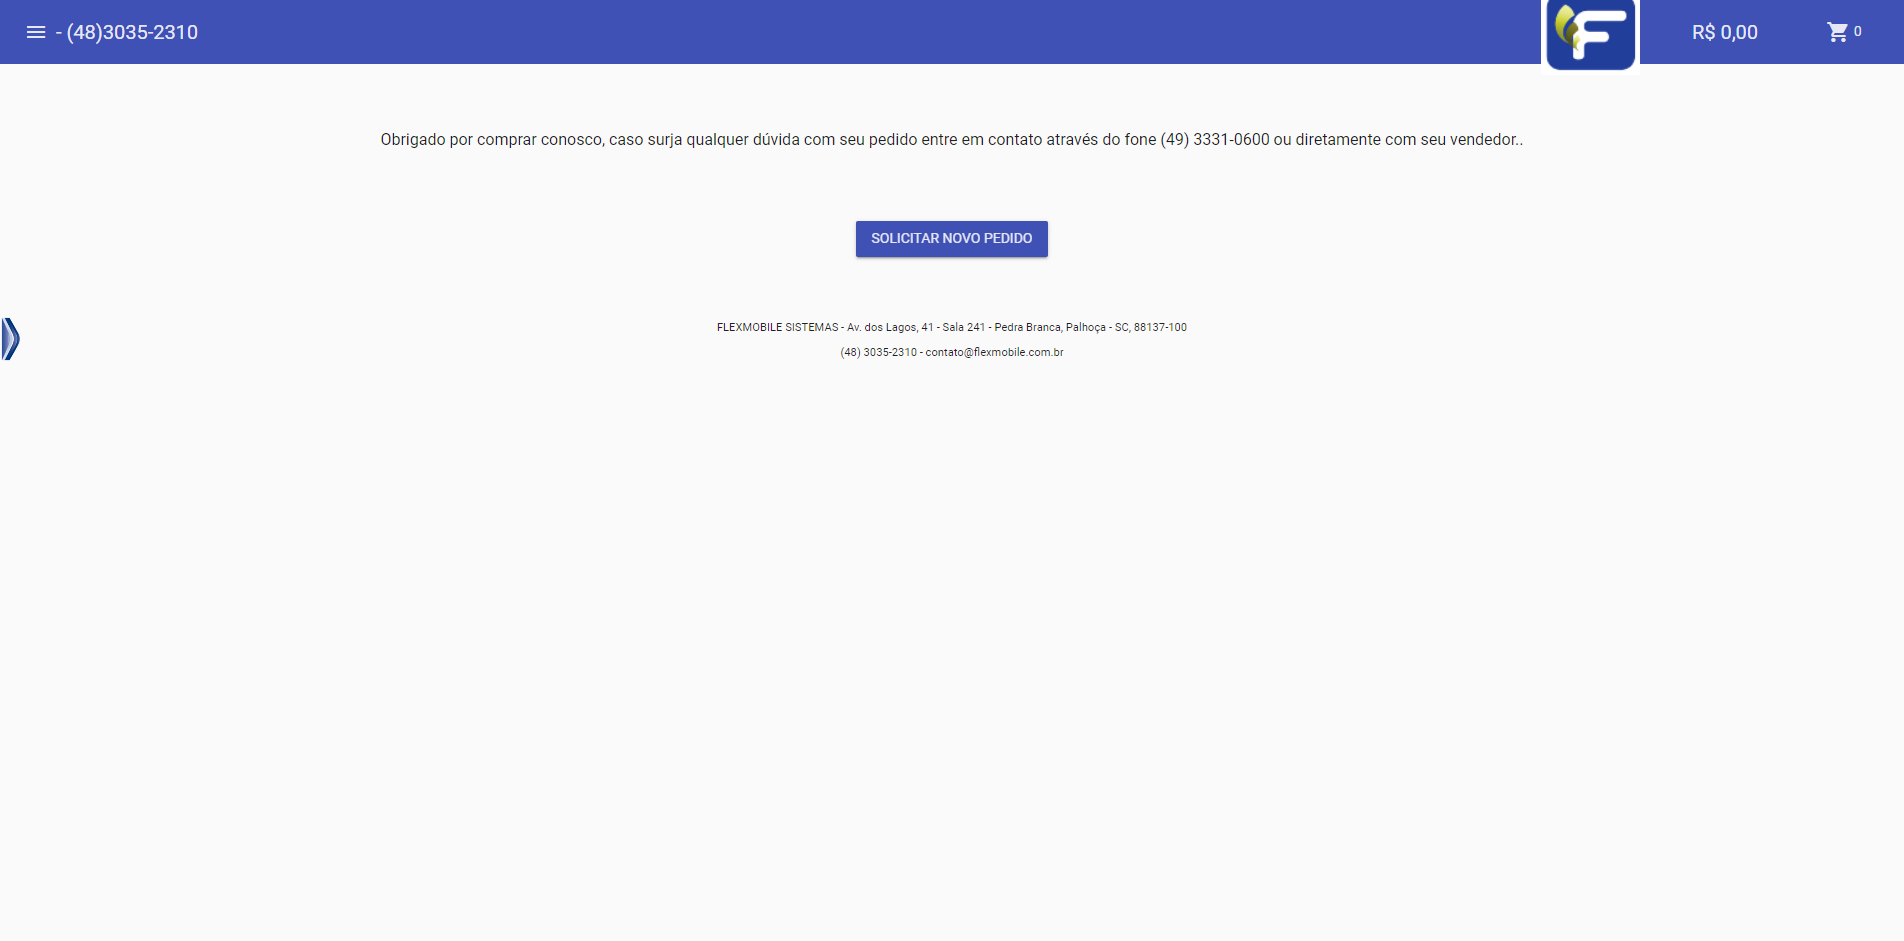 - (48)3035-2310
F
R$ 0,00
0
Obrigado por comprar conosco, caso surja qualquer dúvida com seu pedido entre em contato através do fone (49) 3331-0600 ou diretamente com seu vendedor..
SOLICITAR NOVO PEDIDO
FLEXMOBILE SISTEMAS - Av. dos Lagos, 41 - Sala 241 - Pedra Branca, Palhoça - SC, 88137-100
(48) 3035-2310 - contato@flexmobile.com.br